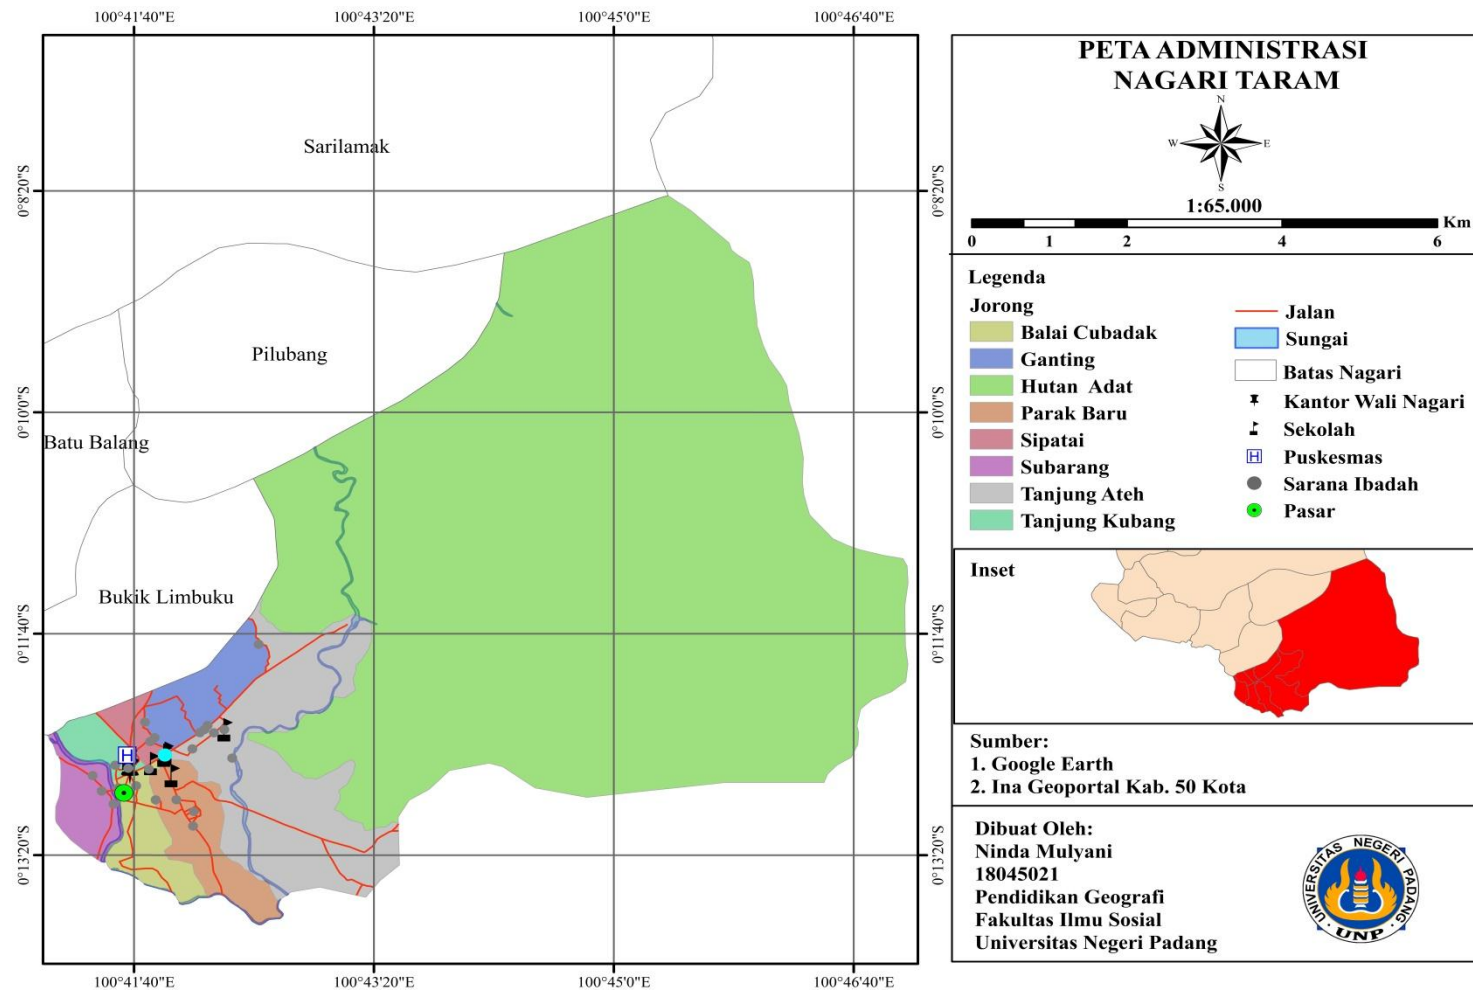 100°41'40"E 100°43'20"E 100°45'0"E 100°46'40"E
0°8'20"S
0°10'0"S
0°11'40"S
0°13'20"S
Sarilamak
Pilubang
Batu Balang
Bukik Limbuku
H
0°8'20"S
0°10'0"S
0°11'40"S
0°13'20"S
100°41'40"E 100°43'20"E 100°45'0"E 100°46'40"E
PETA ADMINISTRASI
NAGARI TARAM
N
W E
S
1:65.000
Km
0 1 2 4 6
Legenda
Jorong
Balai Cubadak
Ganting
Hutan Adat
Parak Baru
Sipatai
Subarang
Tanjung Ateh
Tanjung Kubang
Jalan
Sungai
Batas Nagari
Kantor Wali Nagari
Sekolah
H Puskesmas
Sarana Ibadah
Pasar
Inset
Sumber:
1. Google Earth
2. Ina Geoportal Kab. 50 Kota
Dibuat Oleh:
Ninda Mulyani
18045021
Pendidikan Geografi
Fakultas Ilmu Sosial
Universitas Negeri Padang
UNIVERSITAS NEGERI PADANG
UNP